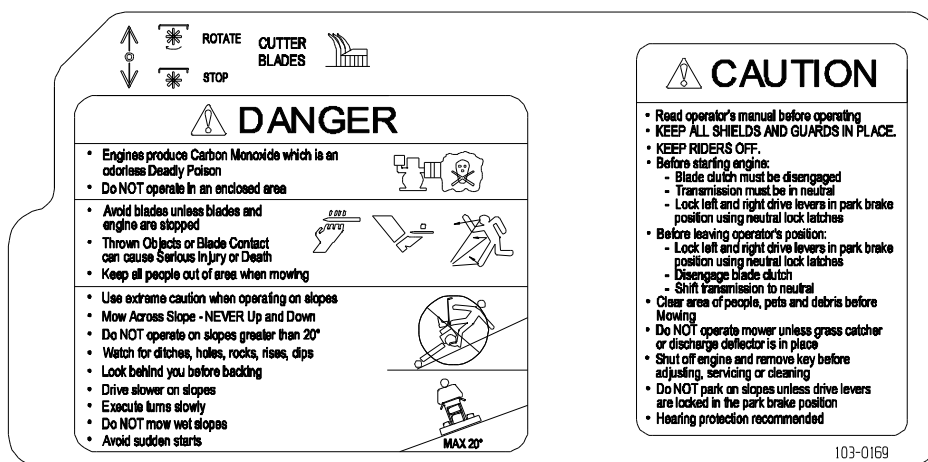 ROTATE
STOP
CUTTER
BLADES
DANGER
• Engines produce Carbon Monoxide which is an
odorless Deadly Poison
• Do NOT operate in an enclosed area
• Avoid blades unless blades and
engine are stopped
• Thrown Objects or Blade Contact
can cause Serious Injury or Death
• Keep all people out of area when mowing
• Use extreme caution when operating on slopes
• Mow Across Slope - NEVER Up and Down
• Do NOT operate on slopes greater than 20°
• Watch for ditches, holes, rocks, rises, dips
• Look behind you before backing
• Drive slower on slopes
• Execute turns slowly
• Do NOT mow wet slopes
• Avoid sudden starts
MAX 20°
CAUTION
• Read operator's manual before operating
• KEEP ALL SHIELDS AND GUARDS IN PLACE.
• KEEP RIDERS OFF.
• Before starting engine:
- Blade clutch must be disengaged
- Transmission must be in neutral
- Lock left and right drive levers in park brake
position using neutral lock latches
• Before leaving operator's position:
- Lock left and right drive levers in park brake
position using neutral lock latches
- Disengage blade clutch
- Shift transmission to neutral
• Clear area of people, pets and debris before
Mowing
• Do NOT operate mower unless grass catcher
or discharge deflector is in place
• Shut off engine and remove key before
adjusting, servicing or cleaning
• Do NOT park on slopes unless drive levers
are locked in the park brake position
• Hearing protection recommended
103-0169